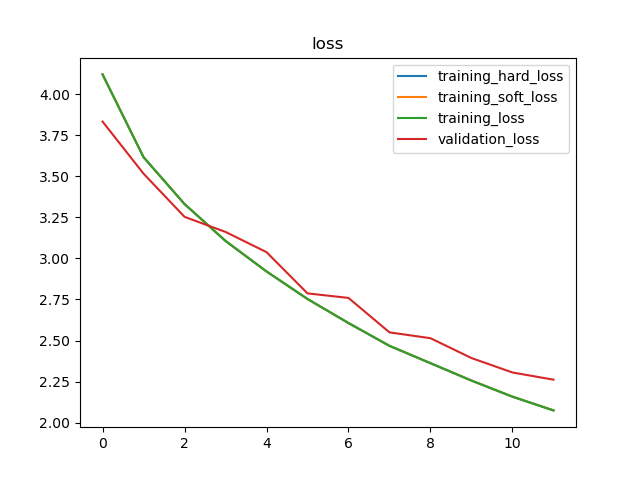 loss
training_hard_loss
training_soft_loss
training_loss
validation_loss
4.00
3.75
3.50
3.25
3.00
2.75
2.50
2.25
2.00
0 2 4 6 8 10